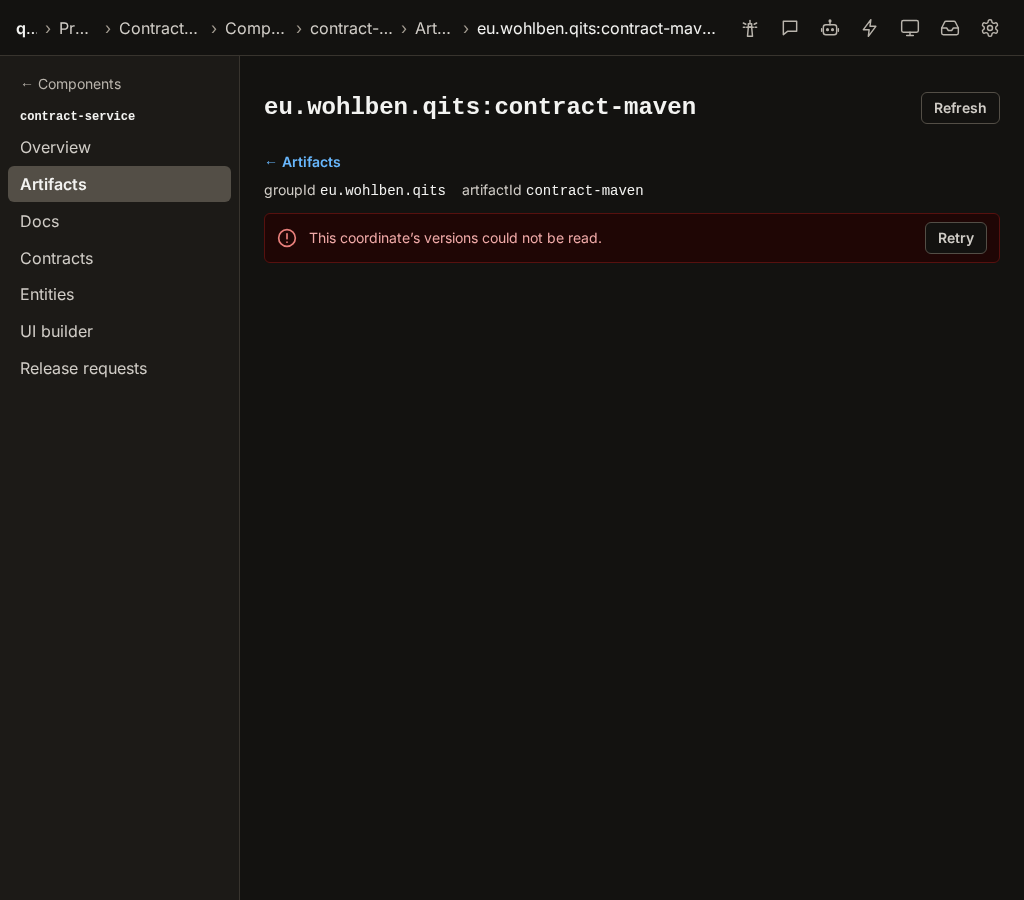 q… › Pr… › Contract… › Comp… › contract-… › Art… › eu.wohlben.qits:contract-mav…
← Components
contract-service
Overview
Artifacts
Docs
Contracts
Entities
UI builder
Release requests
eu.wohlben.qits:contract-maven
Refresh
← Artifacts
groupId eu.wohlben.qits artifactId contract-maven
This coordinate’s versions could not be read.
Retry